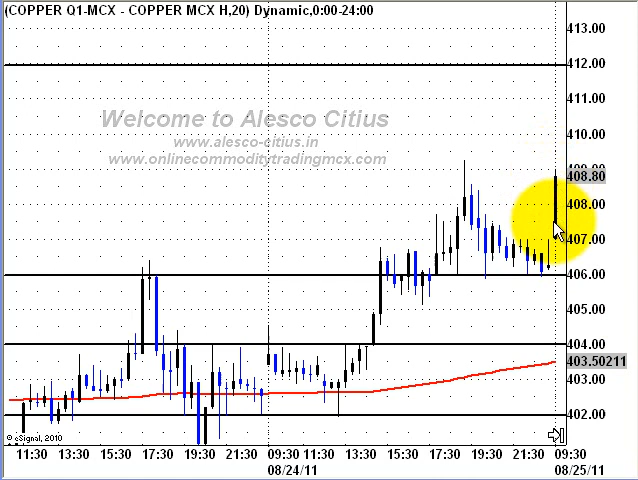 (COPPER Q1-MCX - COPPER MCX H,20) Dynamic,0:00-24:00
413.00
412.00
Welcome to Alesco Citius
411.00
www.alesco-citius.in
410.00
www.onlinecommoditytradingmcx.com
409.00
408.80
408.00
407.00
406.00
405.00
404.00
403.50211
403.00
402.00
© eSignal, 2010
11:30 13:30 15:30 17:30 19:30 21:30 09:30 11:30 13:30 15:30 17:30 19:30 21:30 09:30
08/24/11 08/25/11